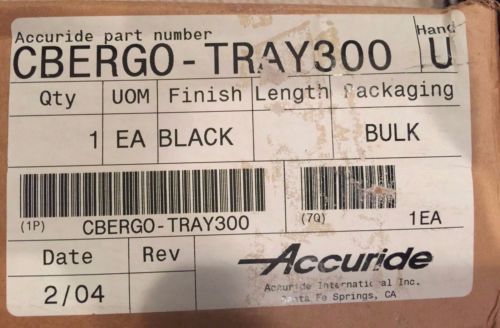 Accuride part number Hand
CBERGO-TRAY300 U
Qty UOM Finish Length Packaging
1 EA BLACK BULK
(1P) CBERGO-TRAY300 (7Q) 1EA
Date Rev Accuride
2/04 Accuride International Inc.
Santa Fe Springs, CA